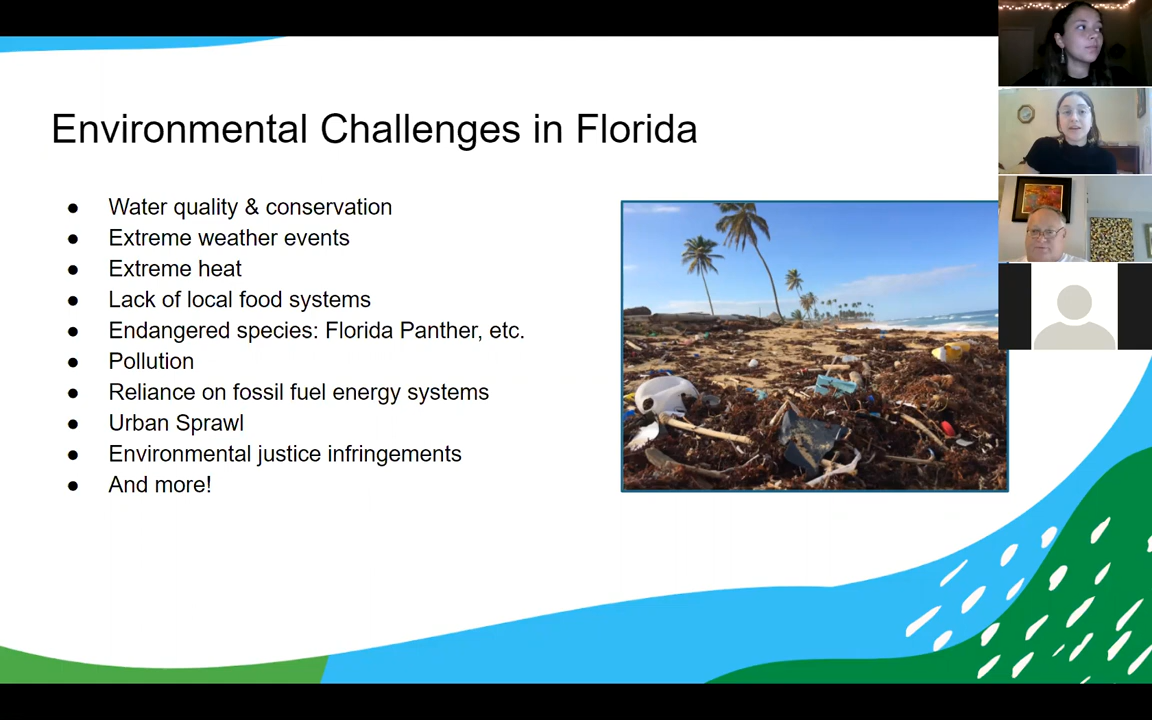 Environmental Challenges in Florida
● Water quality & conservation
● Extreme weather events
● Extreme heat
● Lack of local food systems
● Endangered species: Florida Panther, etc.
● Pollution
● Reliance on fossil fuel energy systems
● Urban Sprawl
● Environmental justice infringements
● And more!